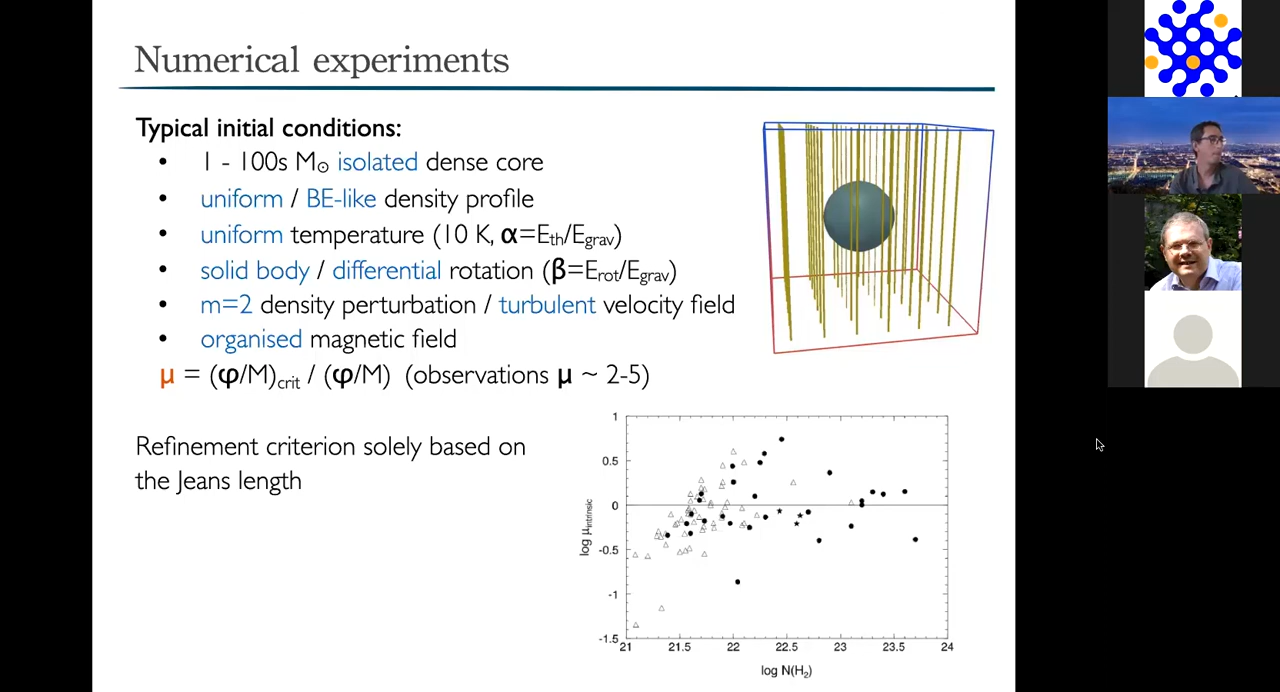 Numerical experiments
Typical initial conditions:
• 1 - 100s M⊙ isolated dense core
• uniform / BE-like density profile
• uniform temperature (10 K, α=Eth/Egrav)
• solid body / differential rotation (β=Erot/Egrav)
• m=2 density perturbation / turbulent velocity field
• organised magnetic field
μ = (φ/M)crit / (φ/M) (observations μ ~ 2-5)
Refinement criterion solely based on
the Jeans length
1
0.5
0
-0.5
-1
-1.5
log μintrinsic
21
21.5
22
22.5
23
23.5
24
log N(H2)